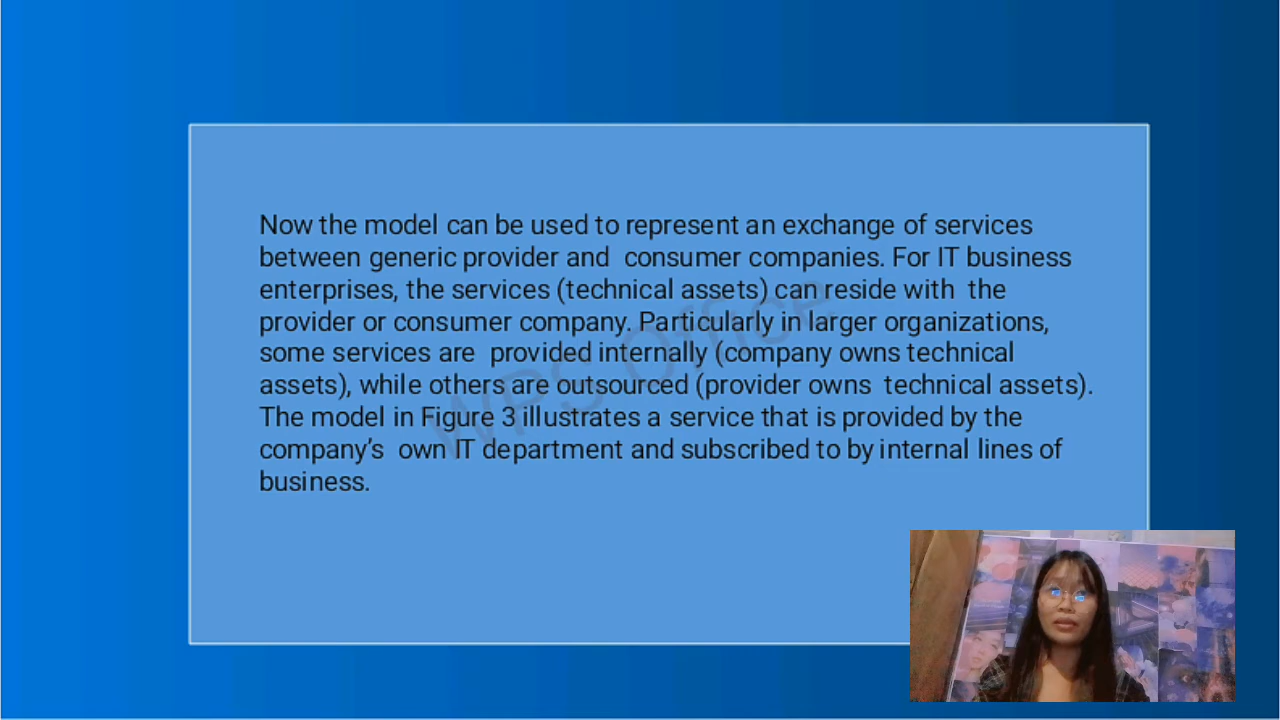 Now the model can be used to represent an exchange of services
between generic provider and consumer companies. For IT business
enterprises, the services (technical assets) can reside with the
provider or consumer company. Particularly in larger organizations,
some services are provided internally (company owns technical
assets), while others are outsourced (provider owns technical assets).
The model in Figure 3 illustrates a service that is provided by the
company’s own IT department and subscribed to by internal lines of
business.
WPS Office